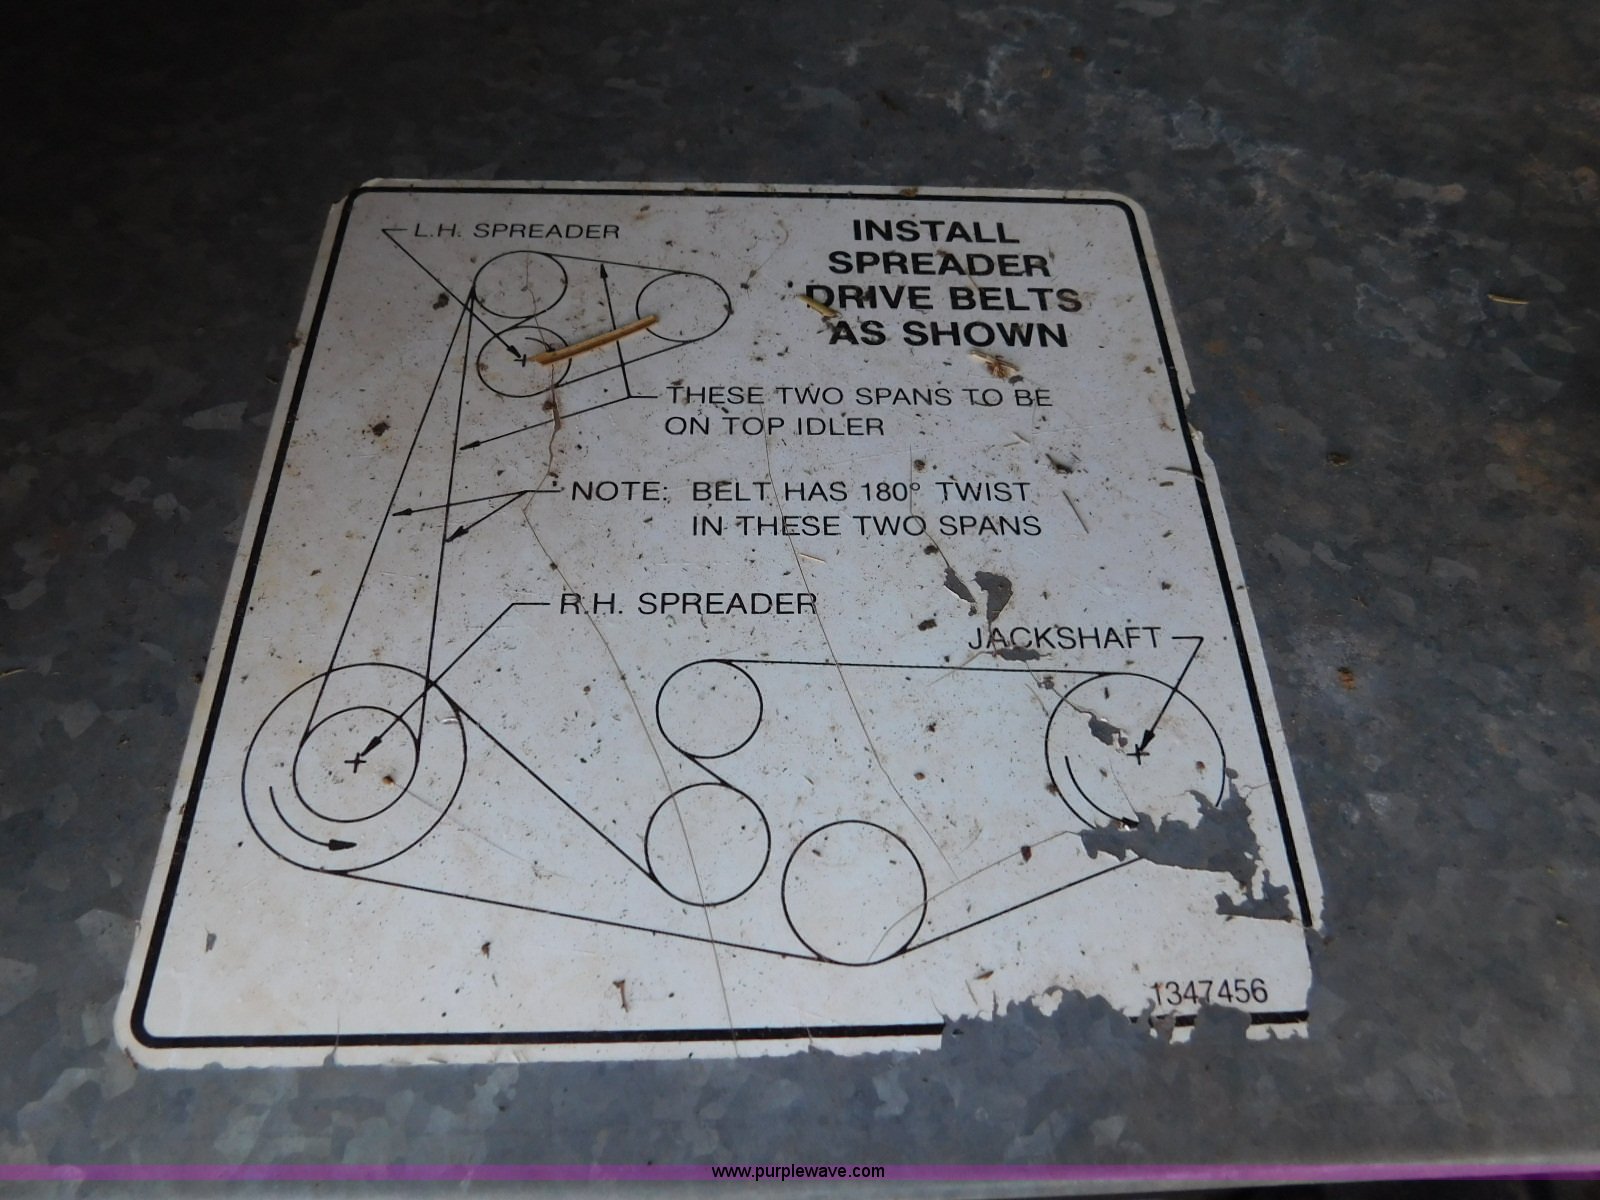 L.H. SPREADER
INSTALL
SPREADER
DRIVE BELTS
AS SHOWN
THESE TWO SPANS TO BE
ON TOP IDLER
NOTE: BELT HAS 180° TWIST
IN THESE TWO SPANS
R.H. SPREADER
JACKSHAFT
1347456
www.purplewave.com